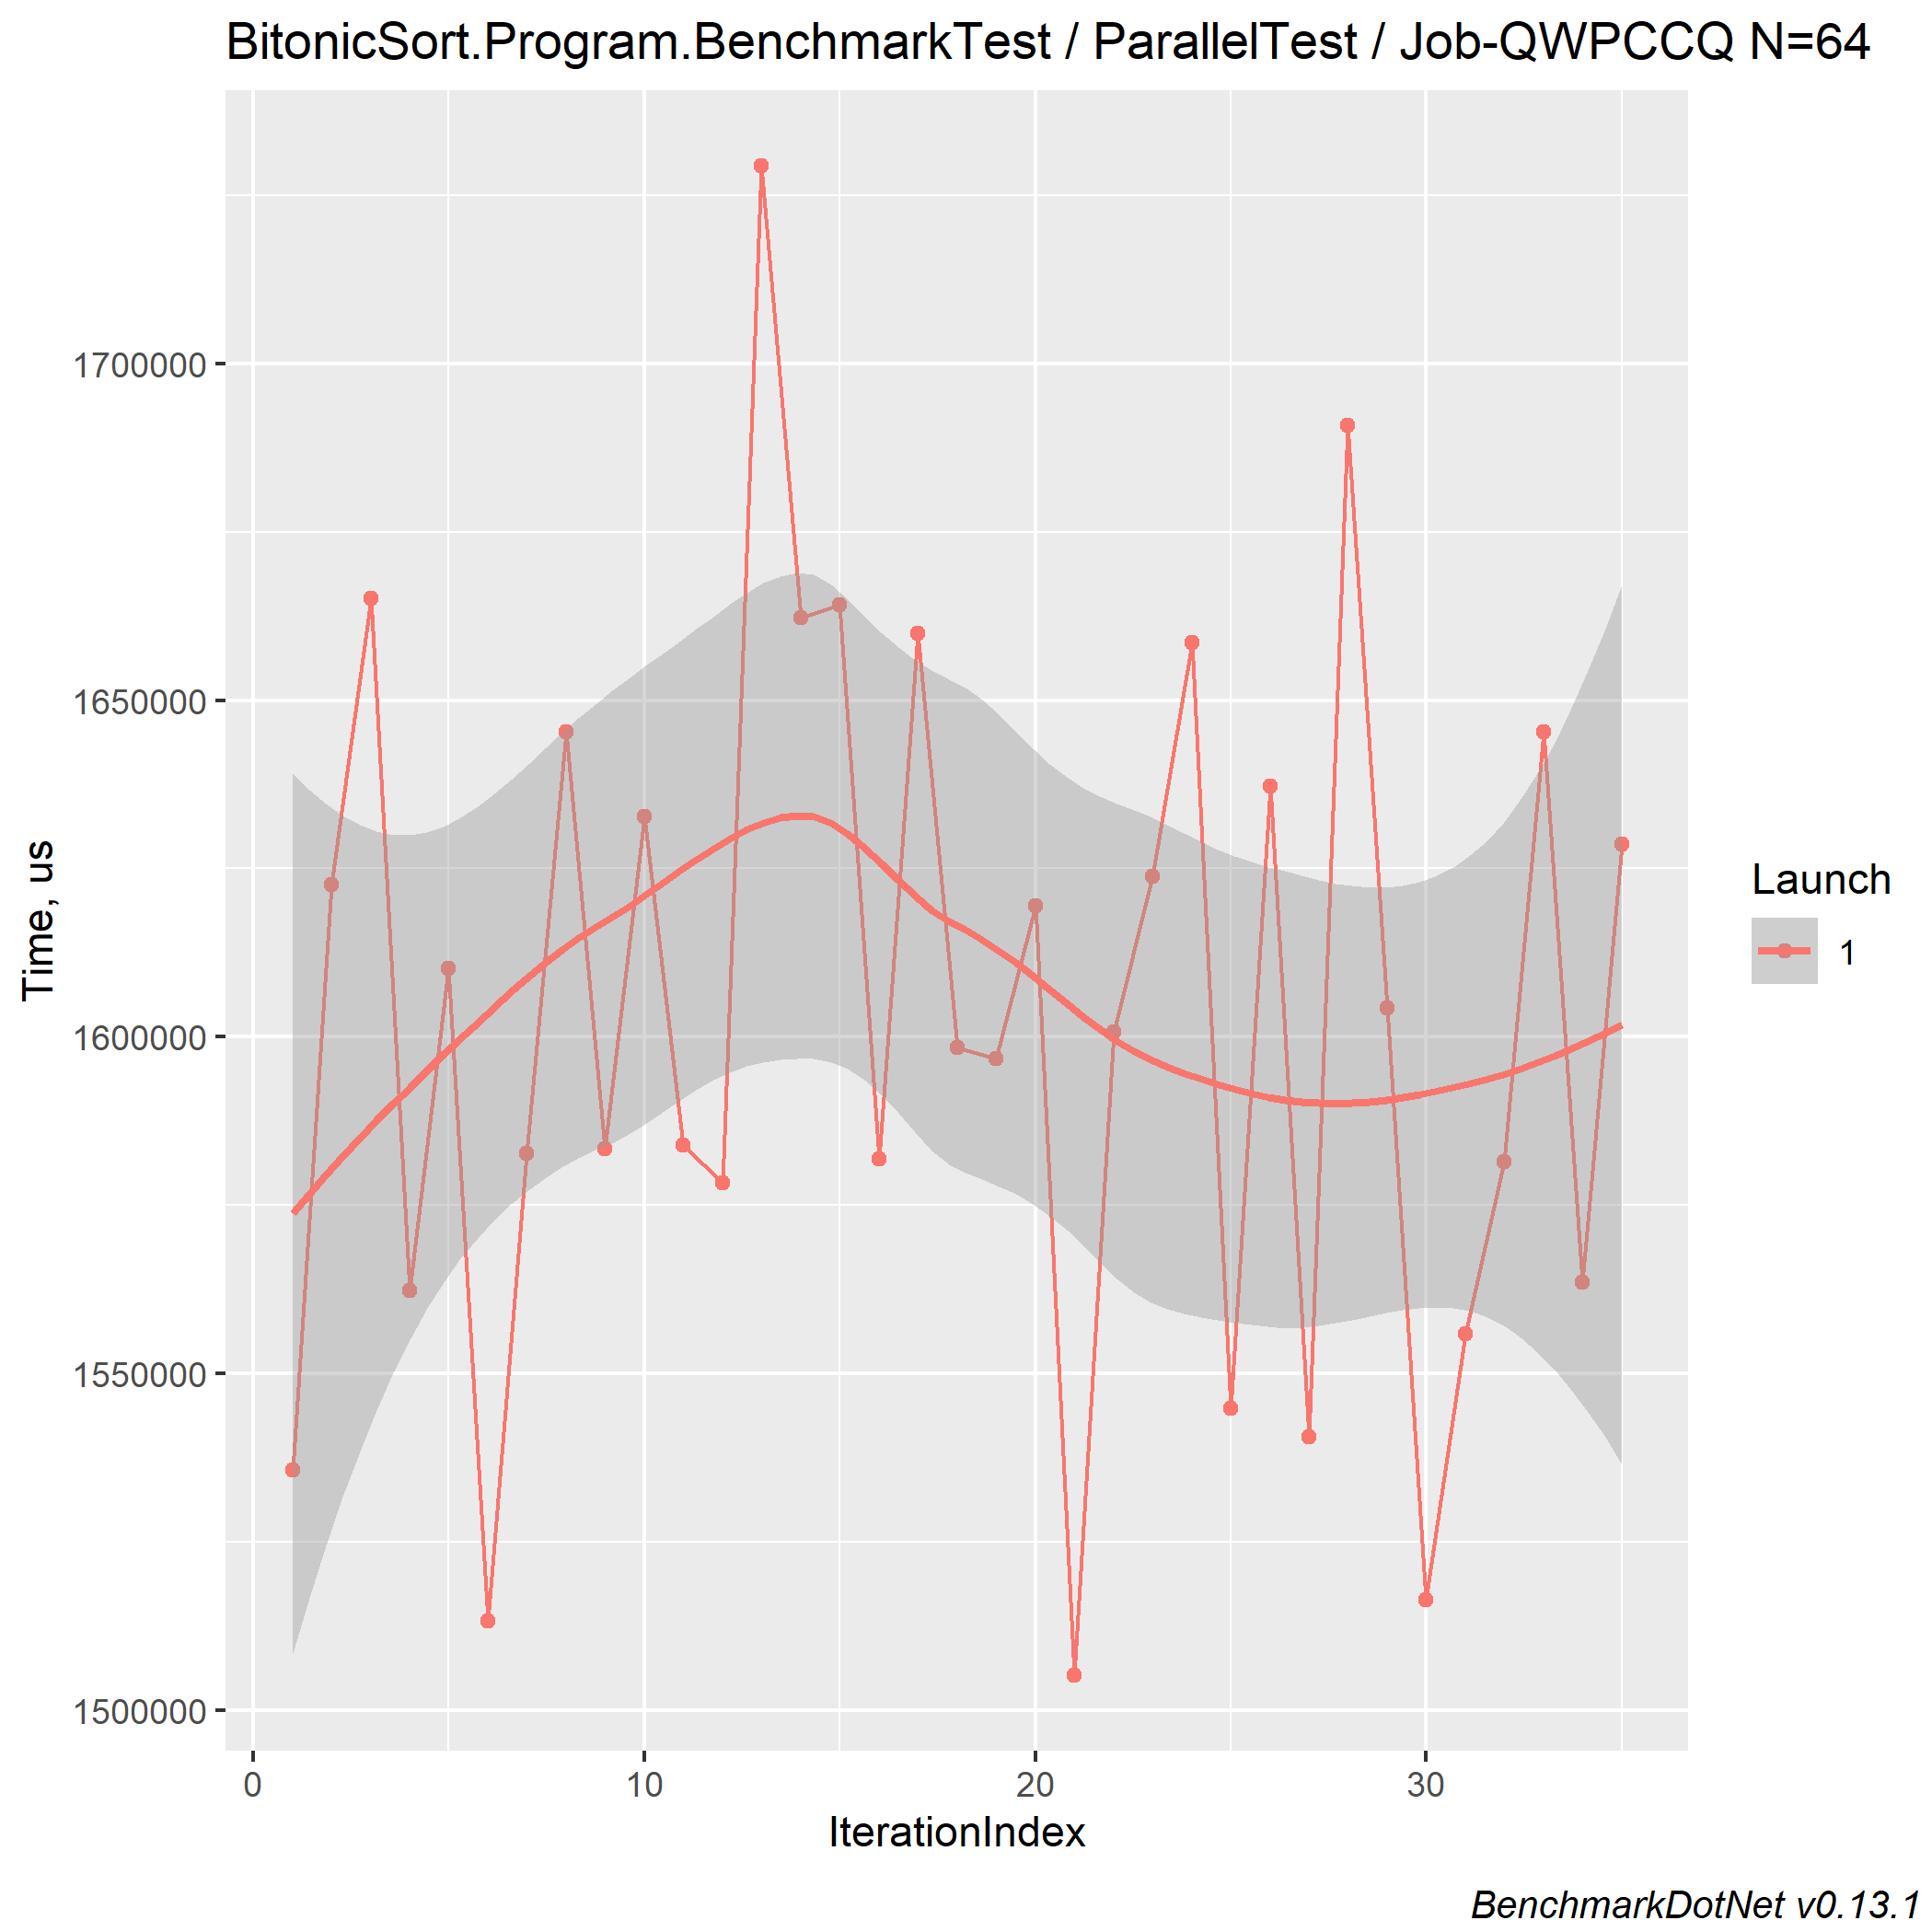 BitonicSort.Program.BenchmarkTest / ParallelTest / Job-QWPCCQ N=64
Time, us
1700000
1650000
1600000
1550000
1500000
0 10 20 30
IterationIndex
Launch
1
BenchmarkDotNet v0.13.1